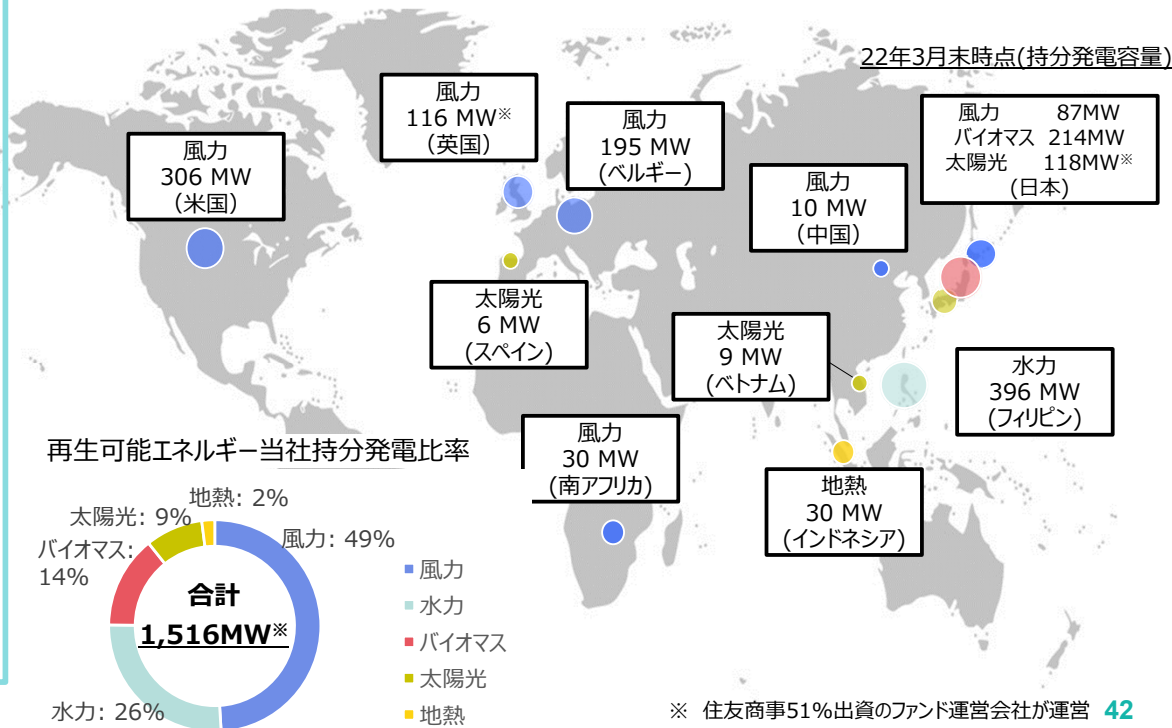 22年3月末時点(持分発電容量)
風力
306 MW
(米国)
風力
116 MW※
(英国)
風力
195 MW
(ベルギー)
風力
10 MW
(中国)
風力 87MW
バイオマス 214MW
太陽光 118MW※
(日本)
太陽光
6 MW
(スペイン)
太陽光
9 MW
(ベトナム)
水力
396 MW
(フィリピン)
風力
30 MW
(南アフリカ)
地熱
30 MW
(インドネシア)
再生可能エネルギー当社持分発電比率
地熱: 2%
太陽光: 9%
風力: 49%
バイオマス:
14%
合計
1,516MW※
水力: 26%
風力
水力
バイオマス
太陽光
地熱
※ 住友商事51%出資のファンド運営会社が運営 42